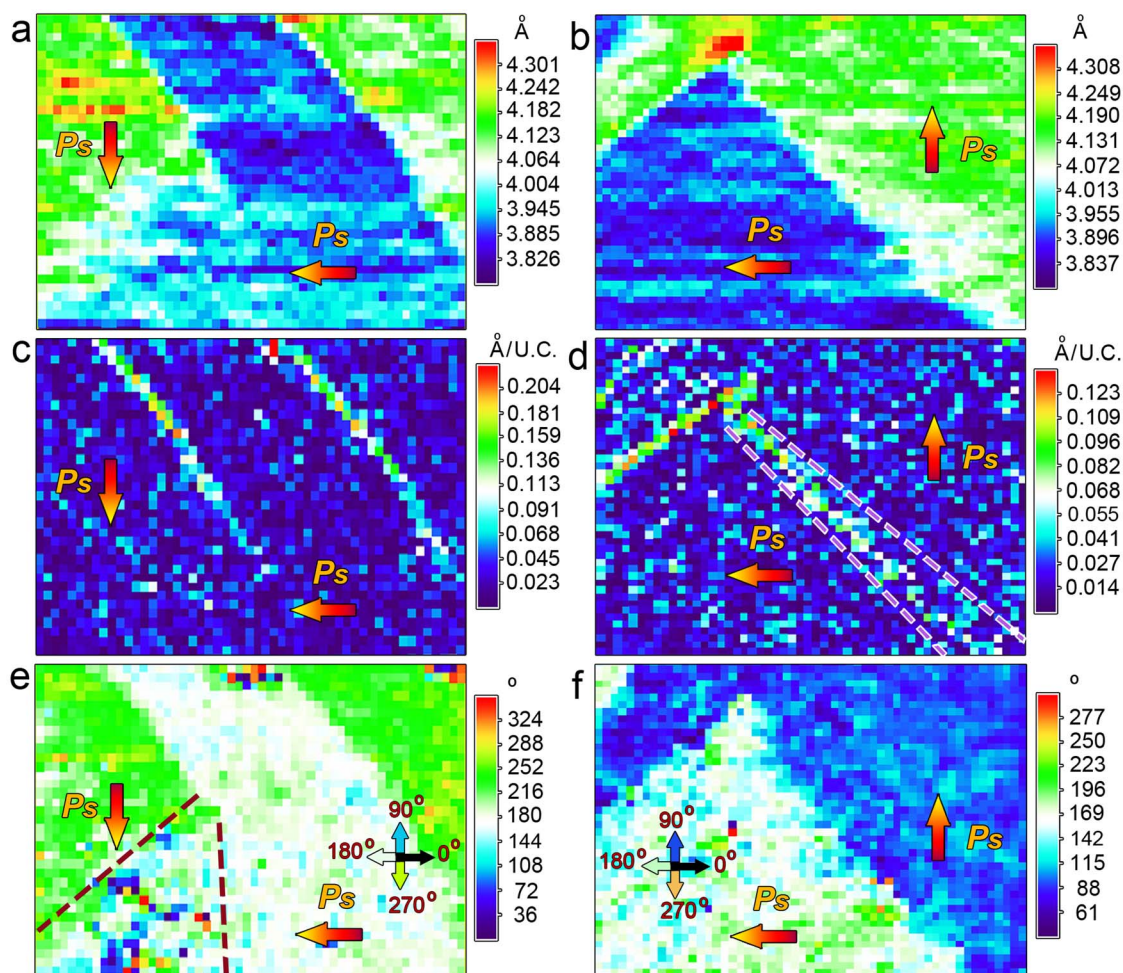 a
Å
4.301
4.242
4.182
4.123
4.064
4.004
3.945
3.885
3.826
Ps
Ps
b
Å
4.308
4.249
4.190
4.131
4.072
4.013
3.955
3.896
3.837
Ps
Ps
c
Å/U.C.
0.204
0.181
0.159
0.136
0.113
0.091
0.068
0.045
0.023
Ps
Ps
d
Å/U.C.
0.123
0.109
0.096
0.082
0.068
0.055
0.041
0.027
0.014
Ps
Ps
e
o
324
288
252
216
180
144
108
72
36
Ps
90°
180° 0°
270°
Ps
f
o
277
250
223
196
169
142
115
88
61
Ps
90°
180° 0°
270°
Ps